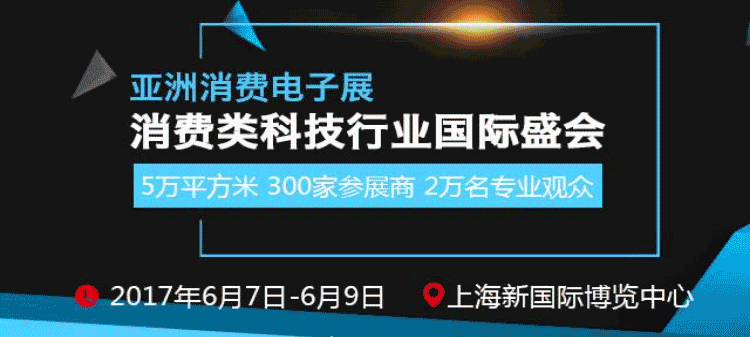 亚洲消费电子展
消费类科技行业国际盛会
5万平方米 300家参展商 2万名专业观众
2017年6月7日-6月9日 上海新国际博览中心